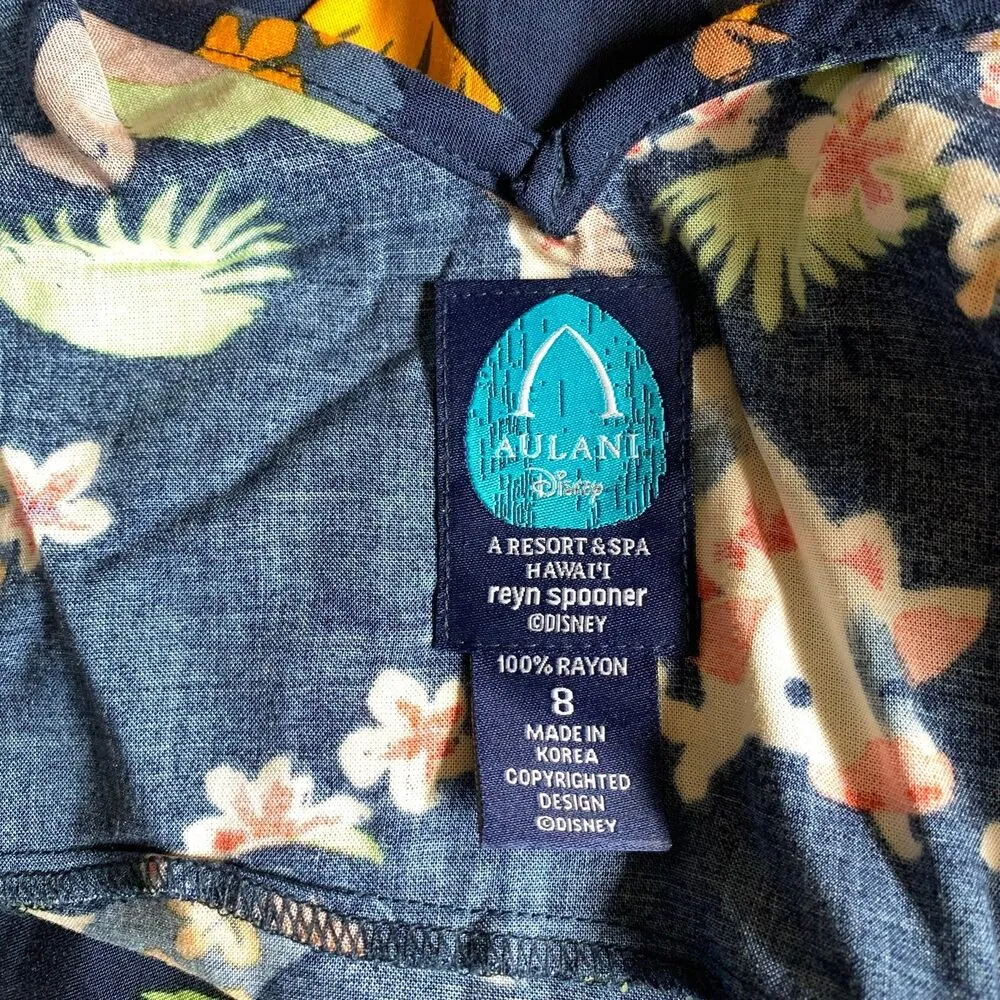 AULANI
Disney
A RESORT & SPA
HAWAI'I
reyn spooner
©DISNEY
100% RAYON
8
MADE IN
KOREA
COPYRIGHTED
DESIGN
©DISNEY